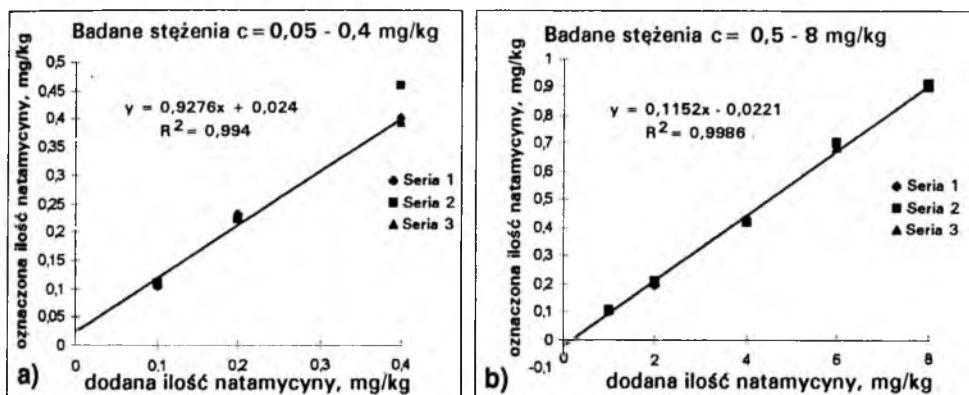 Badane stężenia c = 0,05 - 0,4 mg/kg
oznaczona ilość natamycyny, mg/kg
0,5
0,45
0,4
0,35
0,3
0,25
0,2
0,15
0,1
0,05
0
y = 0,9276x + 0,024
R² = 0,994
Seria 1
Seria 2
Seria 3
0 0,1 0,2 0,3 0,4
a) dodana ilość natamycyny, mg/kg
Badane stężenia c = 0,5 - 8 mg/kg
oznaczona ilość natamycyny, mg/kg
1
0,9
0,8
0,7
0,6
0,5
0,4
0,3
0,2
0,1
0
-0,1
y = 0,1152x - 0,0221
R² = 0,9986
Seria 1
Seria 2
Seria 3
0 2 4 6 8
b) dodana ilość natamycyny, mg/kg